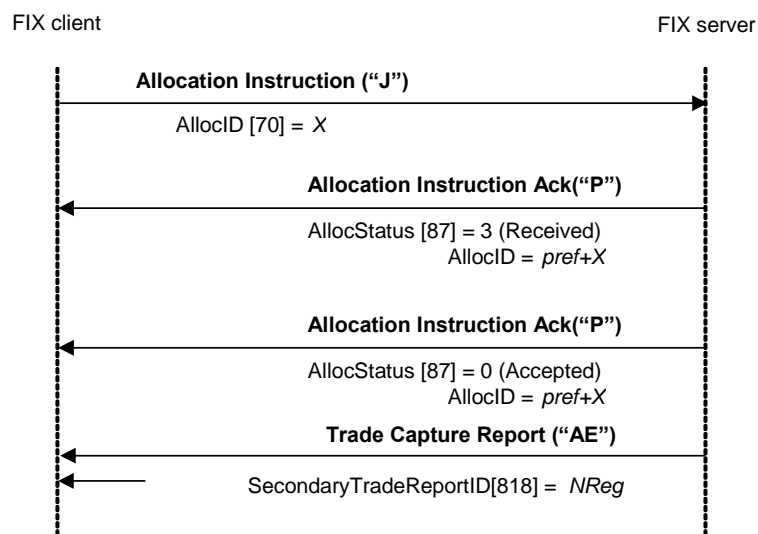 FIX client
FIX server
Allocation Instruction (“J”)
AllocID [70] = X
Allocation Instruction Ack(“P”)
AllocStatus [87] = 3 (Received)
AllocID = pref+X
Allocation Instruction Ack(“P”)
AllocStatus [87] = 0 (Accepted)
AllocID = pref+X
Trade Capture Report (“AE”)
SecondaryTradeReportID[818] = NReg